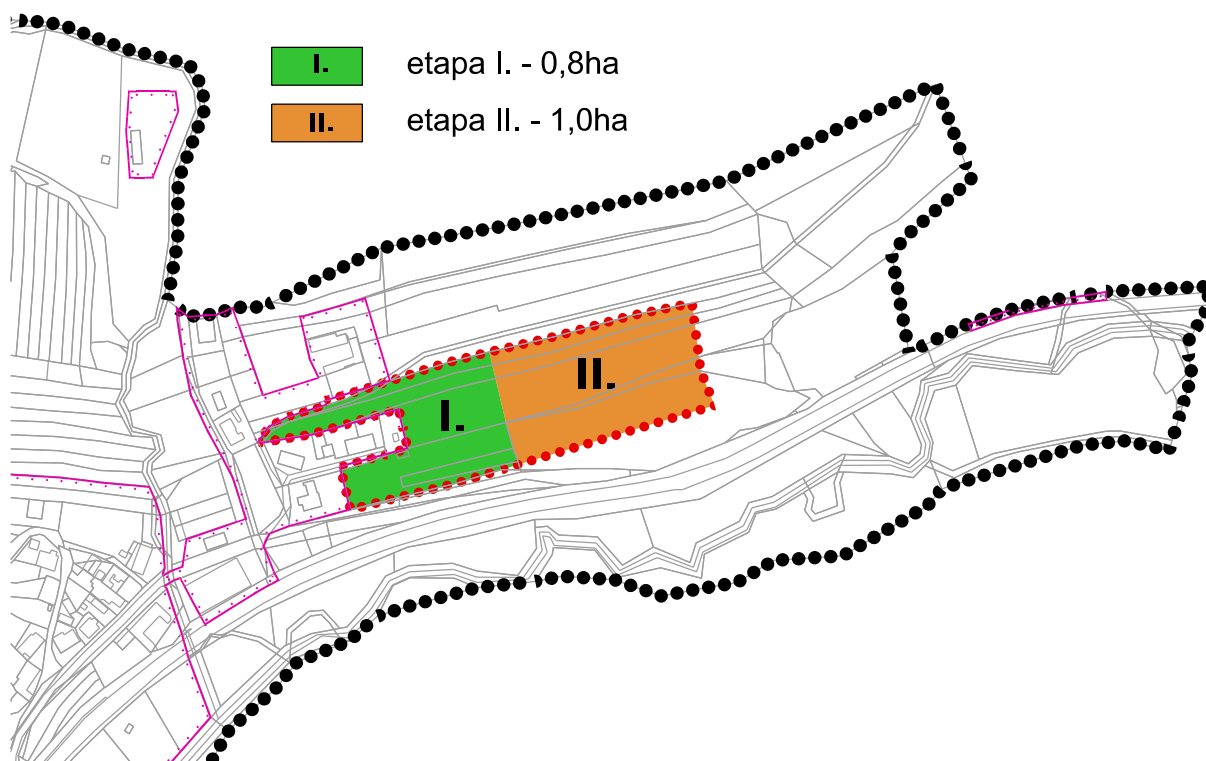 I. etapa I. - 0,8ha
II. etapa II. - 1,0ha
II.
I.